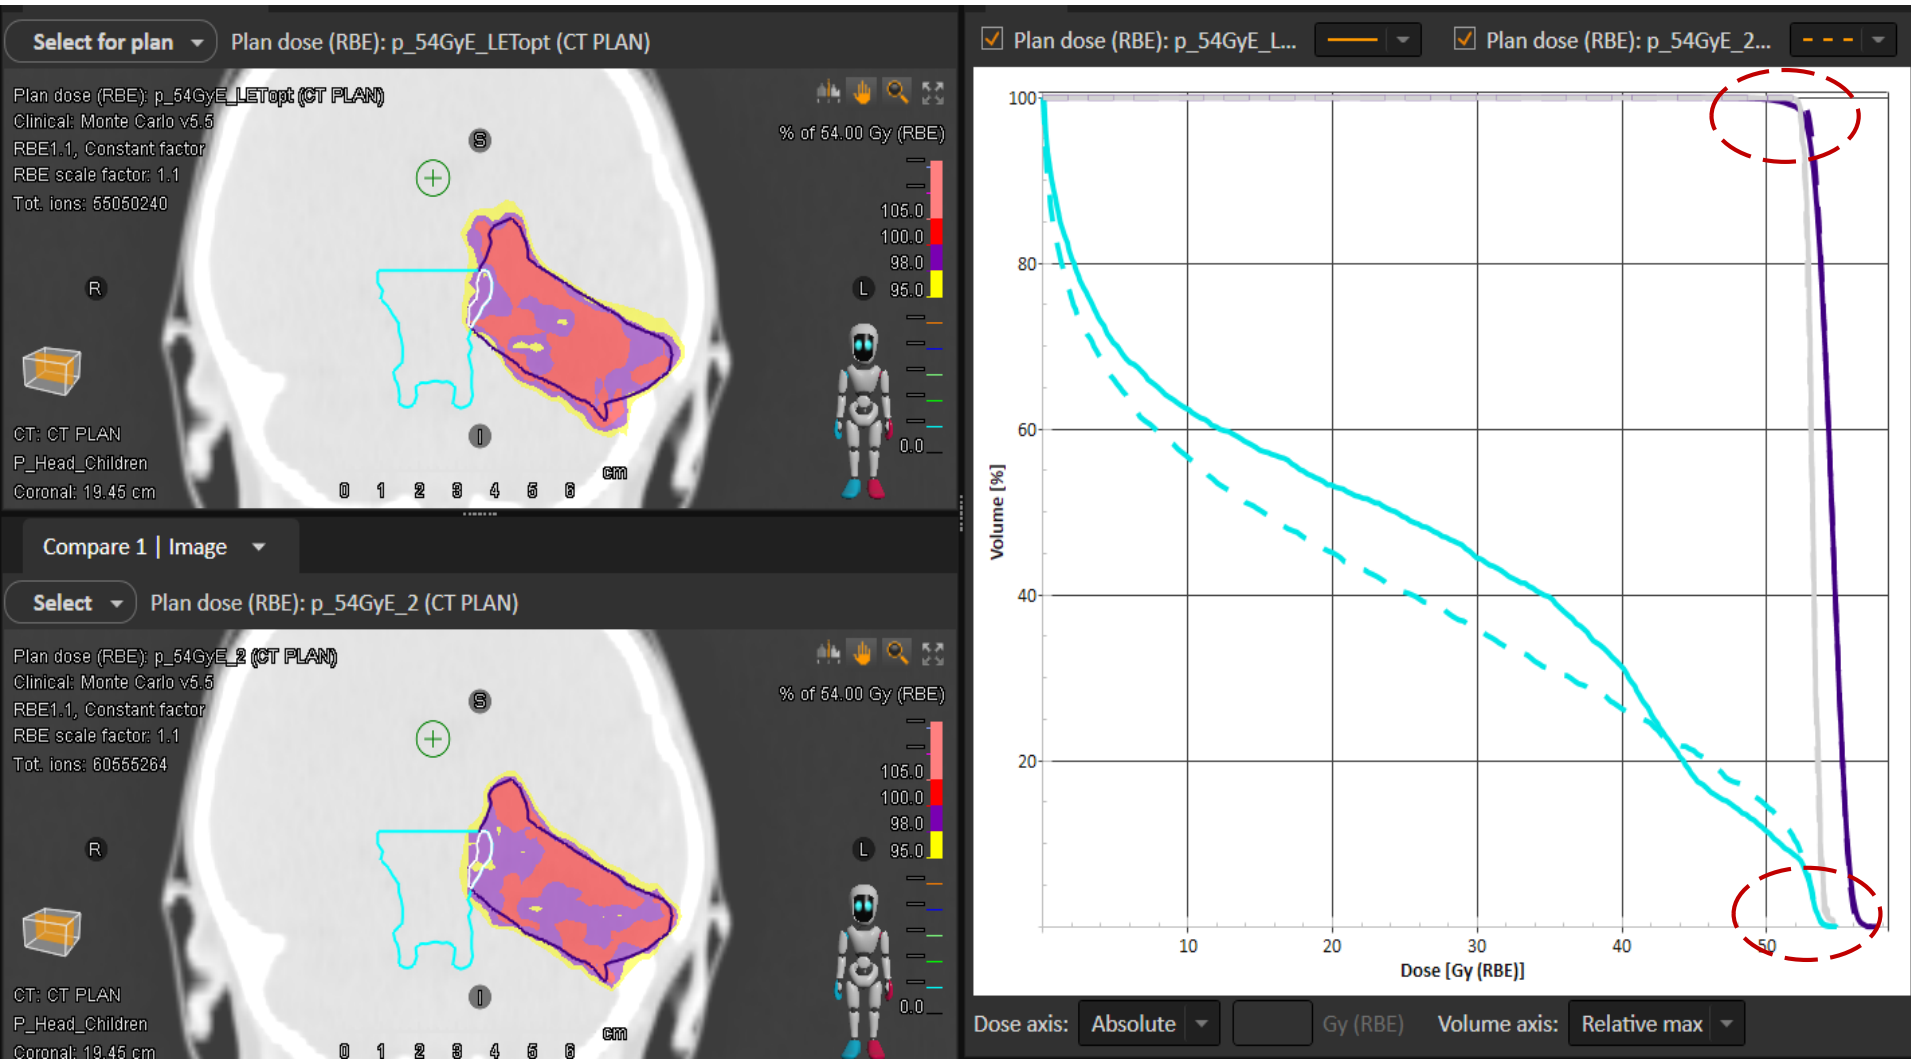 Select for plan
Plan dose (RBE): p_54GyE_LETopt (CT PLAN)
Plan dose (RBE): p_54GyE_LETopt (CT PLAN)
Clinical: Monte Carlo v5.5
RBE1.1, Constant factor
RBE scale factor: 1.1
Tot. ions: 55050240
% of 54.00 Gy (RBE)
S
105.0
100.0
98.0
95.0
R
L
0.0
I
CT: CT PLAN
P_Head_Children
Coronal: 19.45 cm
cm
0 1 2 3 4 5 6
Compare 1 | Image
Select
Plan dose (RBE): p_54GyE_2 (CT PLAN)
Plan dose (RBE): p_54GyE_2 (CT PLAN)
Clinical: Monte Carlo v5.5
RBE1.1, Constant factor
RBE scale factor: 1.1
Tot. ions: 60555264
% of 54.00 Gy (RBE)
S
105.0
100.0
98.0
95.0
R
L
0.0
I
CT: CT PLAN
P_Head_Children
Coronal: 19.45 cm
cm
0 1 2 3 4 5 6
Plan dose (RBE): p_54GyE_L...
Plan dose (RBE): p_54GyE_2...
100
80
60
40
20
Volume [%]
10 20 30 40 50
Dose [Gy (RBE)]
Dose axis: Absolute Gy (RBE) Volume axis: Relative max